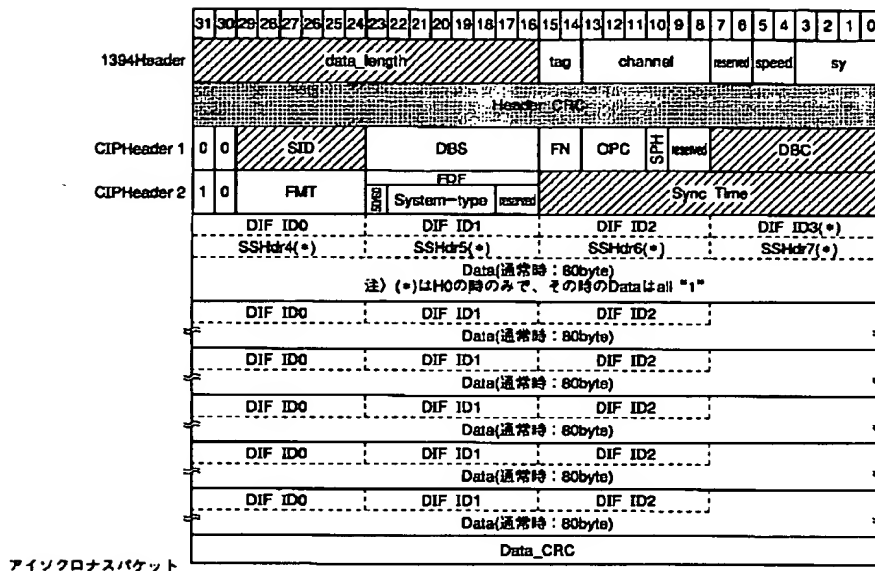 31 30 29 28 27 26 25 24 23 22 21 20 19 18 17 16 15 14 13 12 11 10 9 8 7 6 5 4 3 2 1 0
1394Header data_length tag channel reserved speed sy
Header CRC
CIPHeader 1 0 0 SID DBS FN QPC SPH reserved DBC
FDF
CIPHeader 2 1 0 FMT 5060 System-type reserved Sync Time
DIF ID0 DIF ID1 DIF ID2 DIF ID3(*)
SSHdr4(*) SSHdr5(*) SSHdr6(*) SSHdr7(*)
Data(通常時:80byte)
注) (*)はH0の時のみで、その時のDataはall "1"
DIF ID0 DIF ID1 DIF ID2
Data(通常時:80byte)
DIF ID0 DIF ID1 DIF ID2
Data(通常時:80byte)
DIF ID0 DIF ID1 DIF ID2
Data(通常時:80byte)
DIF ID0 DIF ID1 DIF ID2
Data(通常時:80byte)
DIF ID0 DIF ID1 DIF ID2
Data(通常時:80byte)
Data_CRC
アイソクロナスパケット